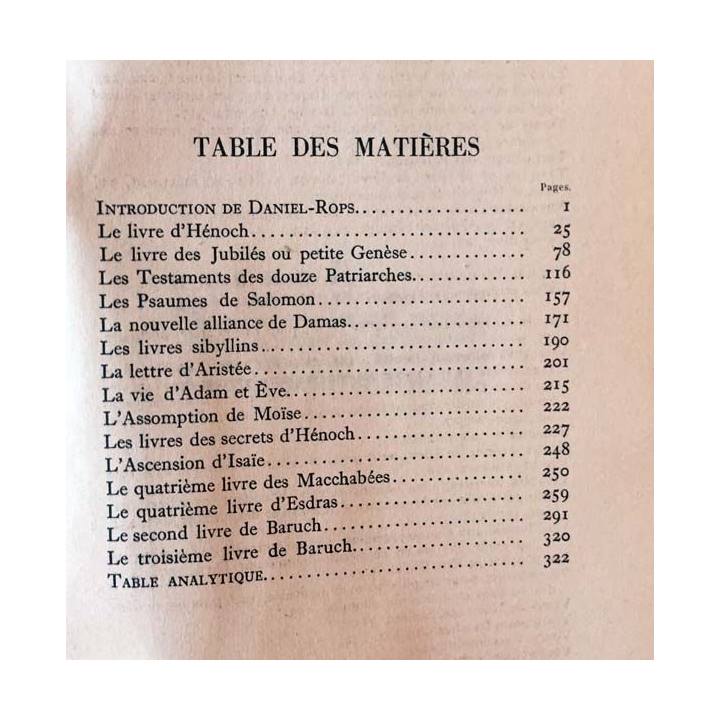 TABLE DES MATIÈRES
Pages.
INTRODUCTION DE DANIEL-ROPS.................. 1
Le livre d'Hénoch.............................. 25
Le livre des Jubilés ou petite Genèse............ 78
Les Testaments des douze Patriarches............ 116
Les Psaumes de Salomon...................... 157
La nouvelle alliance de Damas.................. 171
Les livres sibyllins............................ 190
La lettre d'Aristée............................ 201
La vie d'Adam et Ève........................ 215
L'Assomption de Moïse...................... 222
Les livres des secrets d'Hénoch................ 227
L'Ascension d'Isaïe.......................... 248
Le quatrième livre des Macchabées............ 250
Le quatrième livre d'Esdras.................. 259
Le second livre de Baruch.................... 291
Le troisième livre de Baruch.................. 320
TABLE ANALYTIQUE.......................... 322